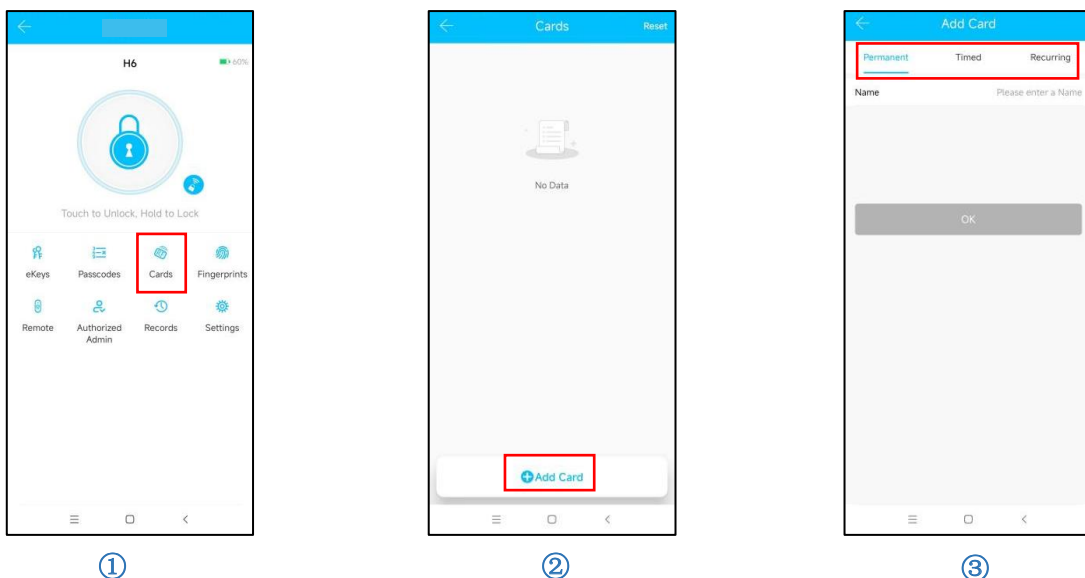 H6
60%
Touch to Unlock, Hold to Lock
eKeys Passcodes Cards Fingerprints
Remote Authorized Admin Records Settings
①
Cards Reset
No Data
Add Card
②
Add Card
Permanent Timed Recurring
Name Please enter a Name
OK
③